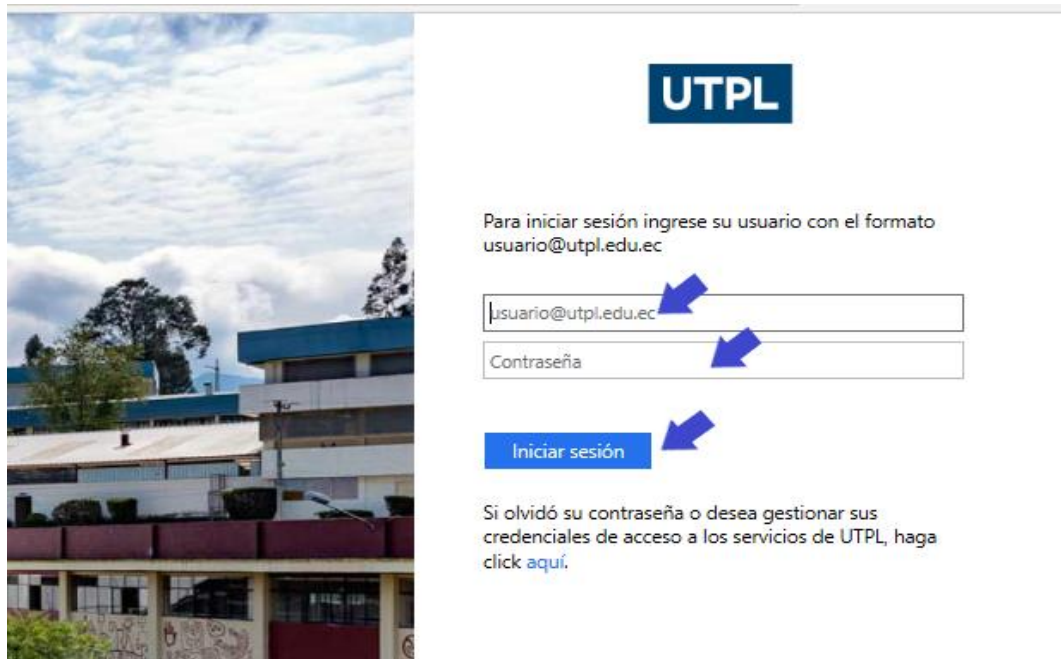 UTPL
Para iniciar sesión ingrese su usuario con el formato
usuario@utpl.edu.ec
usuario@utpl.edu.ec
Contraseña
Iniciar sesión
Si olvidó su contraseña o desea gestionar sus
credenciales de acceso a los servicios de UTPL, haga
click aquí.